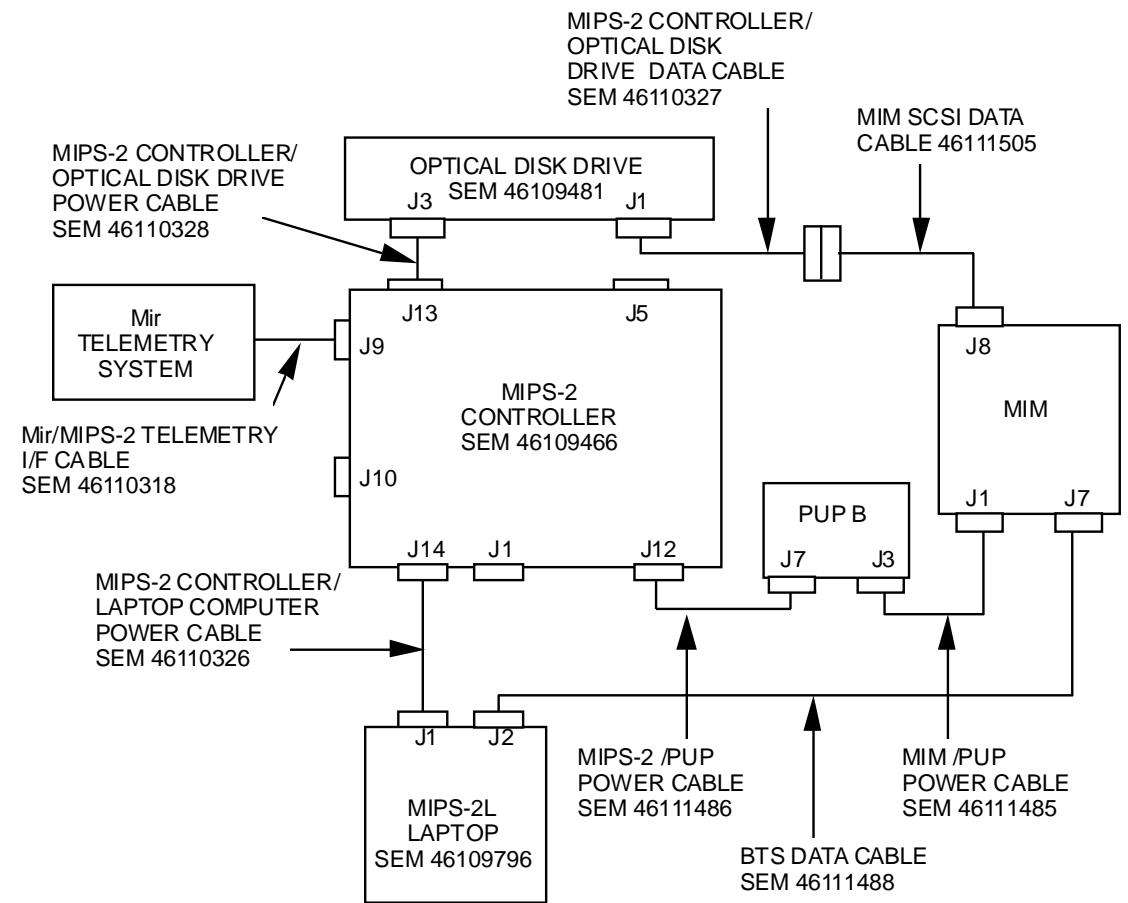 MIPS-2 CONTROLLER/
OPTICAL DISK
DRIVE DATA CABLE
SEM 46110327
MIM SCSI DATA
CABLE 46111505
MIPS-2 CONTROLLER/
OPTICAL DISK DRIVE
POWER CABLE
SEM 46110328
OPTICAL DISK DRIVE
SEM 46109481
J3
J1
J13
J5
Mir
TELEMETRY
SYSTEM
J9
J8
MIPS-2
CONTROLLER
SEM 46109466
MIM
Mir/MIPS-2 TELEMETRY
I/F CABLE
SEM 46110318
J10
J1
J7
PUP B
J14
J1
J12
J7
J3
MIPS-2 CONTROLLER/
LAPTOP COMPUTER
POWER CABLE
SEM 46110326
J1
J2
MIPS-2L
LAPTOP
SEM 46109796
MIPS-2 /PUP
POWER CABLE
SEM 46111486
MIM /PUP
POWER CABLE
SEM 46111485
BTS DATA CABLE
SEM 46111488